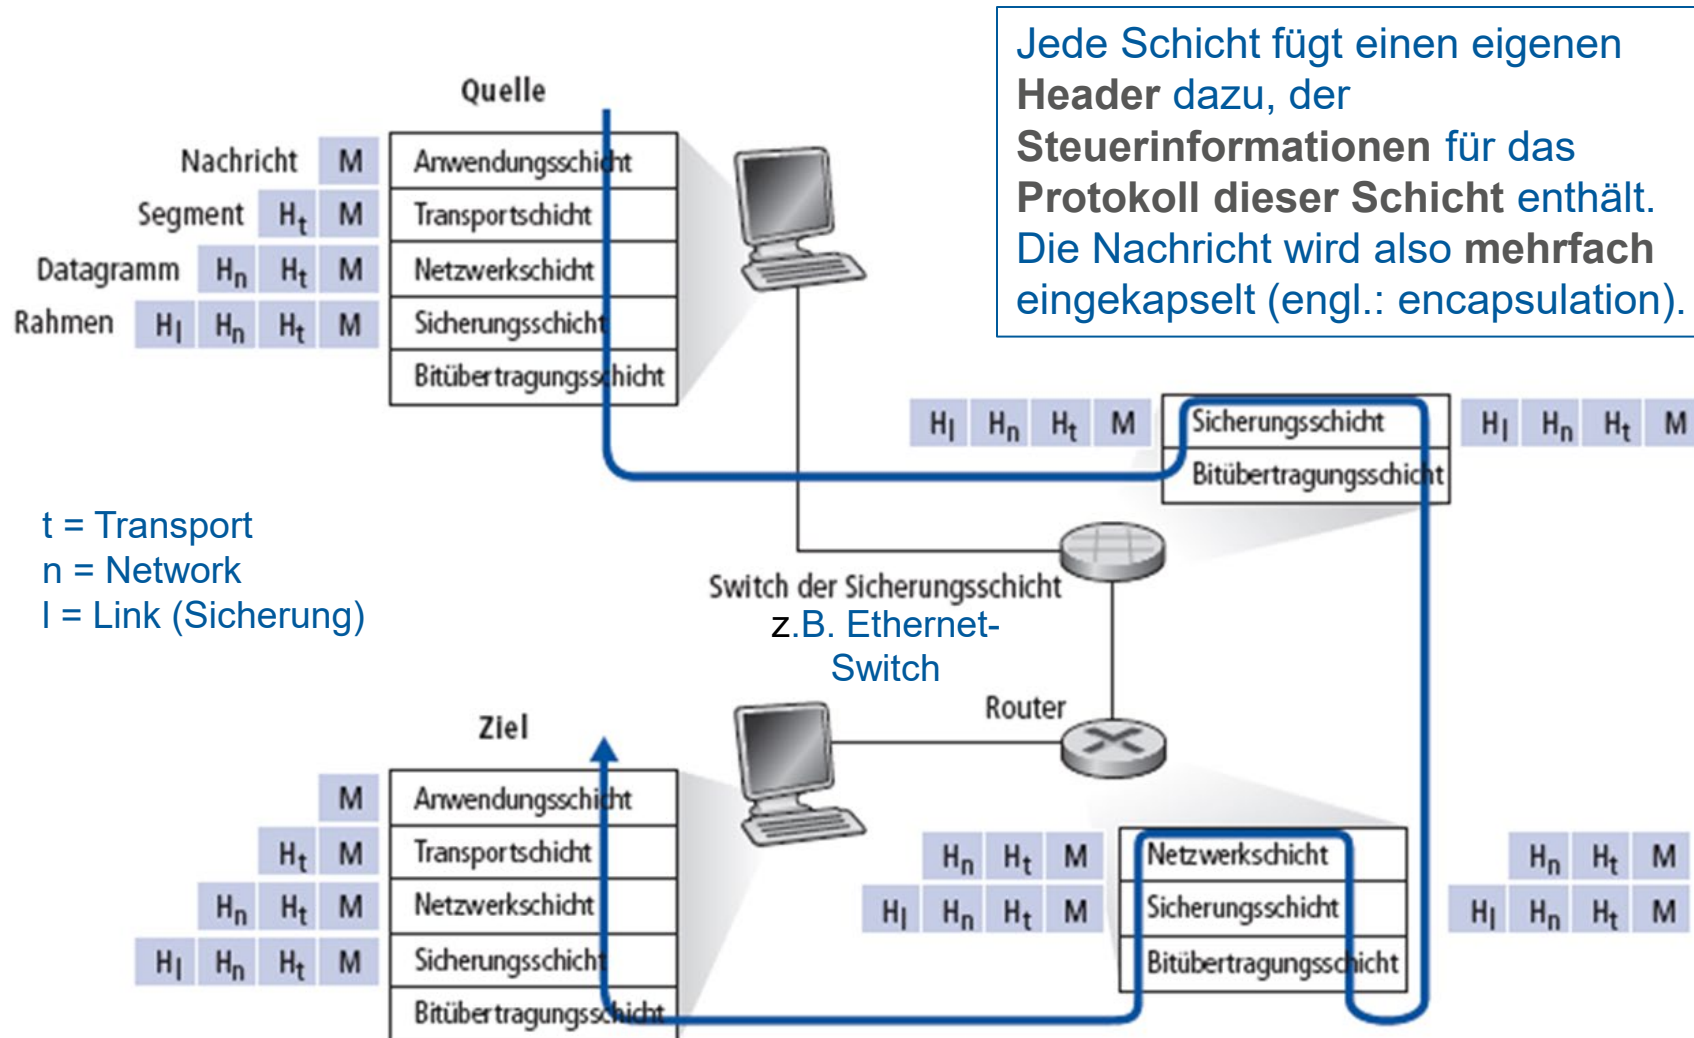 Jede Schicht fügt einen eigenen
Header dazu, der
Steuerinformationen für das
Protokoll dieser Schicht enthält.
Die Nachricht wird also mehrfach
eingekapselt (engl.: encapsulation).
Quelle
Nachricht M Anwendungsschicht
Segment Ht M Transportschicht
Datagramm Hn Ht M Netzwerkschicht
Rahmen Hl Hn Ht M Sicherungsschicht
Bitübertragungsschicht
Hl Hn Ht M Sicherungsschicht Hl Hn Ht M
Bitübertragungsschicht
t = Transport
n = Network
l = Link (Sicherung)
Switch der Sicherungsschicht
z.B. Ethernet-
Switch
Router
Ziel
M Anwendungsschicht
Ht M Transportschicht
Hn Ht M Netzwerkschicht
Hl Hn Ht M Sicherungsschicht
Bitübertragungsschicht
Hn Ht M Netzwerkschicht Hn Ht M
Hl Hn Ht M Sicherungsschicht Hl Hn Ht M
Bitübertragungsschicht